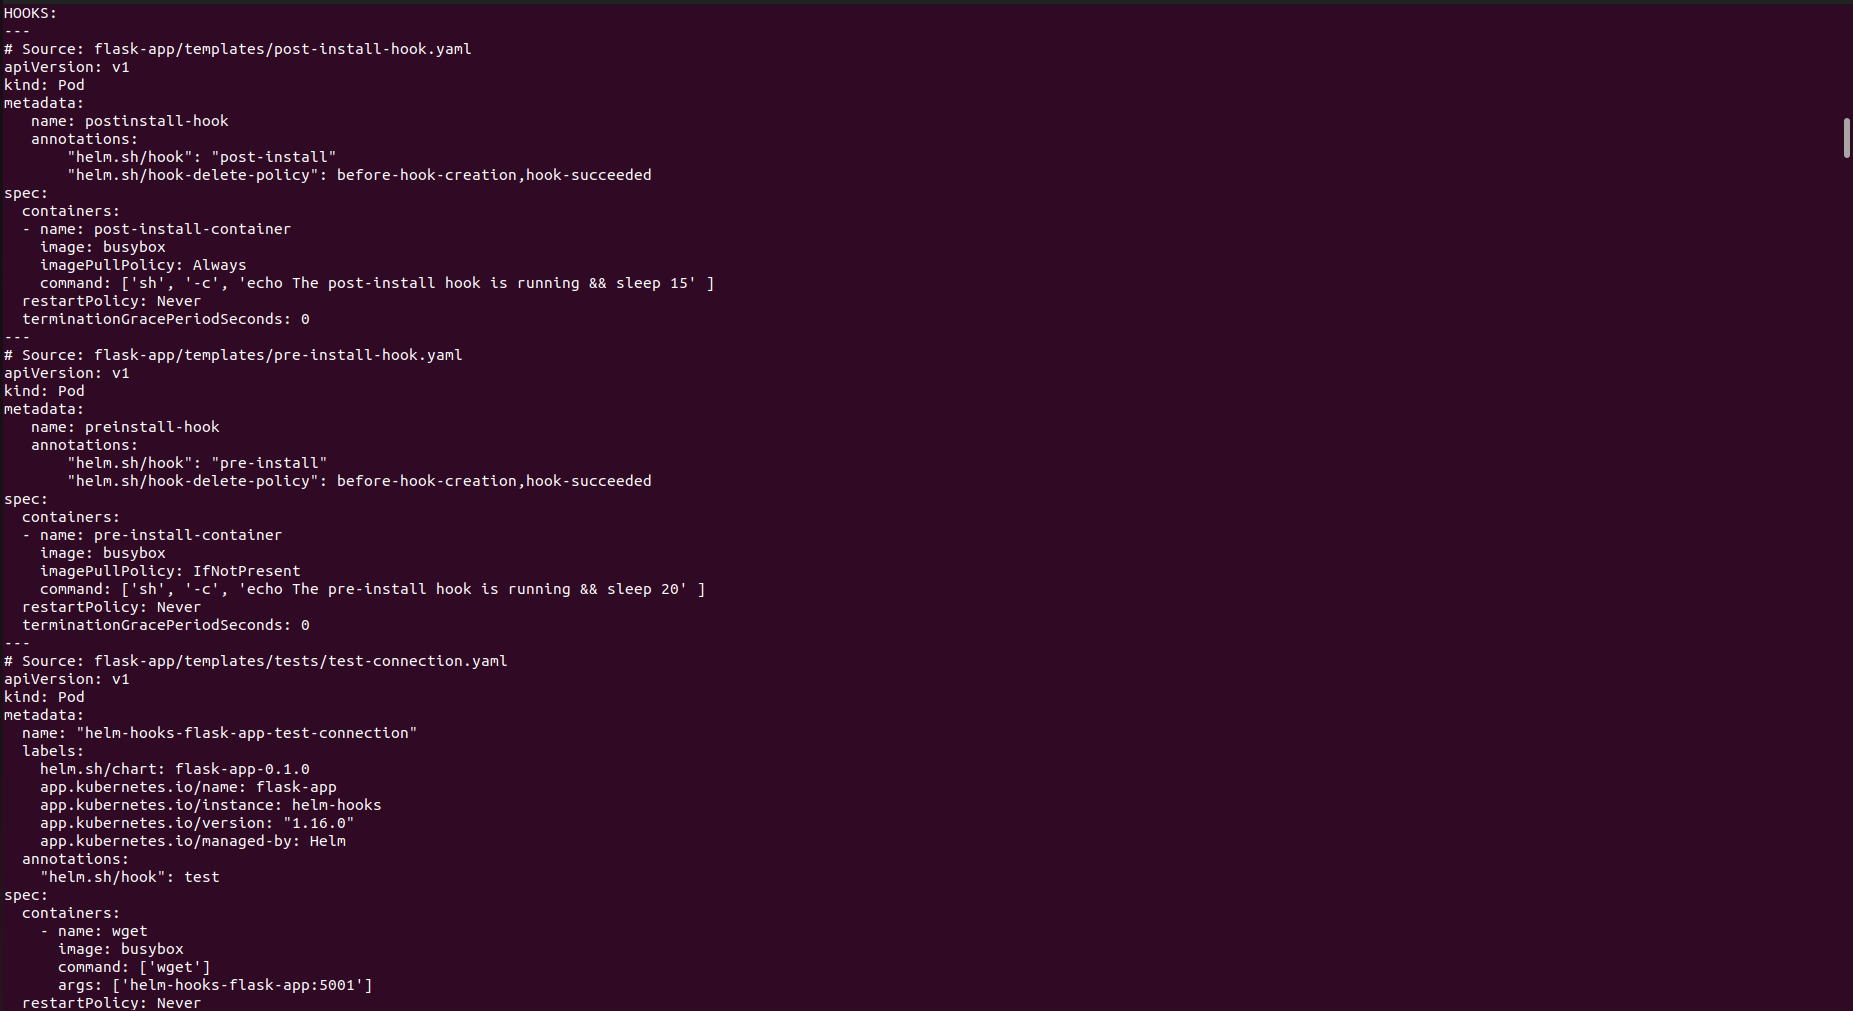 HOOKS:
---
# Source: flask-app/templates/post-install-hook.yaml
apiVersion: v1
kind: Pod
metadata:
   name: postinstall-hook
   annotations:
       "helm.sh/hook": "post-install"
       "helm.sh/hook-delete-policy": before-hook-creation,hook-succeeded
spec:
  containers:
  - name: post-install-container
    image: busybox
    imagePullPolicy: Always
    command: ['sh', '-c', 'echo The post-install hook is running && sleep 15' ]
  restartPolicy: Never
  terminationGracePeriodSeconds: 0
---
# Source: flask-app/templates/pre-install-hook.yaml
apiVersion: v1
kind: Pod
metadata:
   name: preinstall-hook
   annotations:
       "helm.sh/hook": "pre-install"
       "helm.sh/hook-delete-policy": before-hook-creation,hook-succeeded
spec:
  containers:
  - name: pre-install-container
    image: busybox
    imagePullPolicy: IfNotPresent
    command: ['sh', '-c', 'echo The pre-install hook is running && sleep 20' ]
  restartPolicy: Never
  terminationGracePeriodSeconds: 0
---
# Source: flask-app/templates/tests/test-connection.yaml
apiVersion: v1
kind: Pod
metadata:
  name: "helm-hooks-flask-app-test-connection"
  labels:
    helm.sh/chart: flask-app-0.1.0
    app.kubernetes.io/name: flask-app
    app.kubernetes.io/instance: helm-hooks
    app.kubernetes.io/version: "1.16.0"
    app.kubernetes.io/managed-by: Helm
  annotations:
    "helm.sh/hook": test
spec:
  containers:
    - name: wget
      image: busybox
      command: ['wget']
      args: ['helm-hooks-flask-app:5001']
  restartPolicy: Never